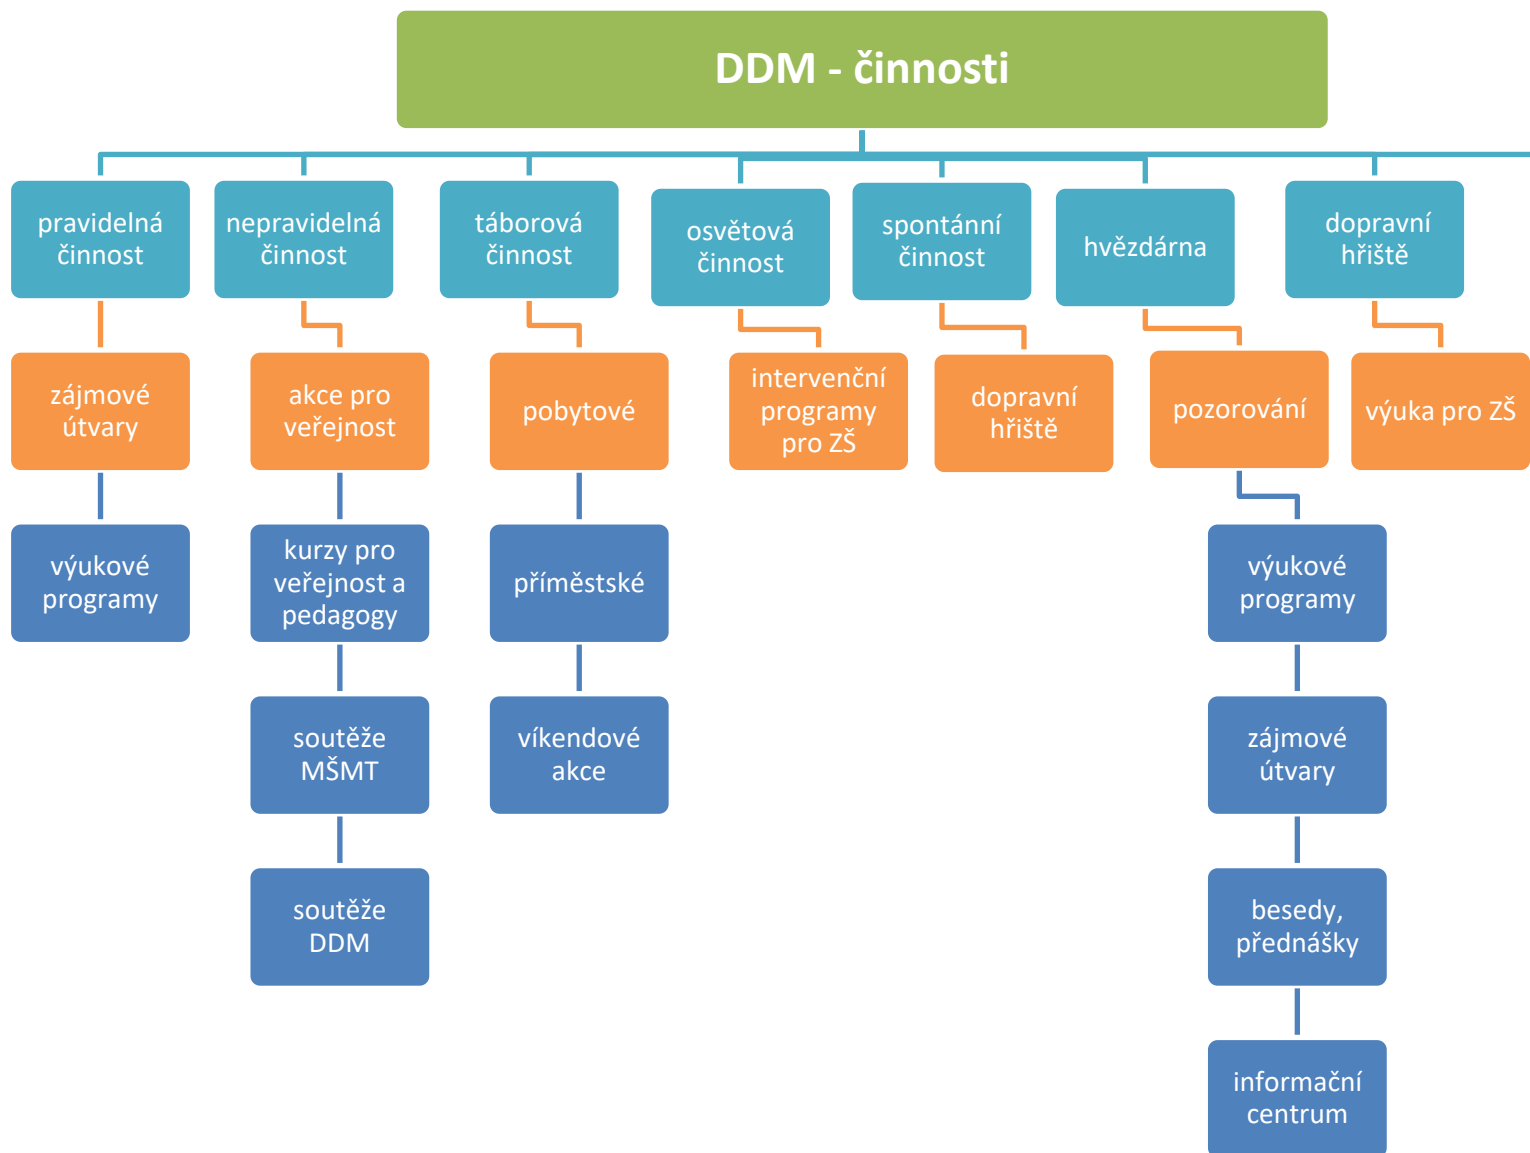 DDM - činnosti
pravidelná
činnost
nepravidelná
činnost
táborová
činnost
osvětová
činnost
spontánní
činnost
hvězdárna
dopravní
hřiště
zájmové
útvary
akce pro
veřejnost
pobytové
intervenční
programy
pro ZŠ
dopravní
hřiště
pozorování
výuka pro ZŠ
výukové
programy
kurzy pro
veřejnost a
pedagogy
příměstské
výukové
programy
soutěže
MŠMT
víkendové
akce
zájmové
útvary
soutěže
DDM
besedy,
přednášky
informační
centrum